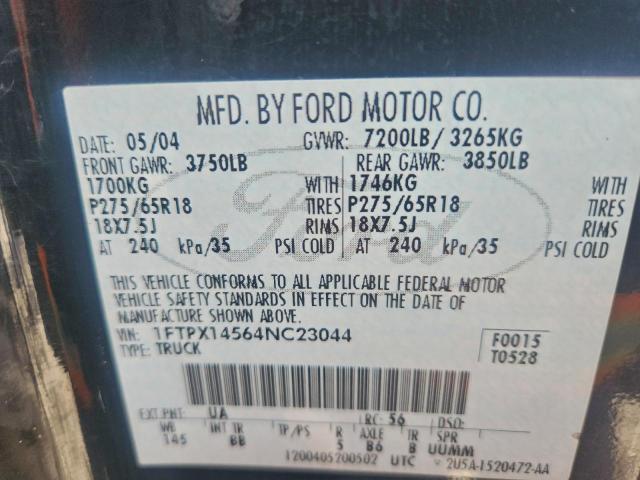 MFD. BY FORD MOTOR CO.
DATE: 05/04 GVWR: 7200LB/ 3265KG
FRONT GAWR: 3750LB REAR GAWR: 3850LB
1700KG WITH 1746KG WITH
P275/65R18 TIRES P275/65R18 TIRES
18X7.5J RIMS 18X7.5J RIMS
AT 240 kPa/35 PSI COLD AT 240 kPa/35 PSI COLD
Ford
THIS VEHICLE CONFORMS TO ALL APPLICABLE FEDERAL MOTOR
VEHICLE SAFETY STANDARDS IN EFFECT ON THE DATE OF
MANUFACTURE SHOWN ABOVE.
VIN: 1FTPX14564NC23044 F0015
TYPE: TRUCK T0528
EXT PNT: UA RC: 56 DSO:
WB INT TR TP/PS R AXLE TR SPR
145 BB 5 B6 B UUMM
1200405200502 UTC 2U5A-1520472-AA